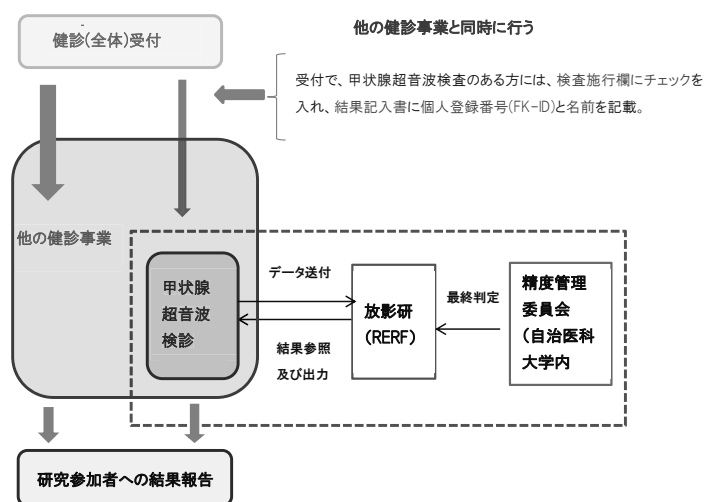 他の健診事業と同時に行う
健診(全体)受付
受付で、甲状腺超音波検査のある方には、検査施行欄にチェックを
入れ、結果記入書に個人登録番号(FK-ID)と名前を記載。
他の健診事業
甲状腺
超音波
検診
データ送付
結果参照
及び出力
放影研
(RERF)
最終判定
精度管理
委員会
(自治医科
大学内
研究参加者への結果報告